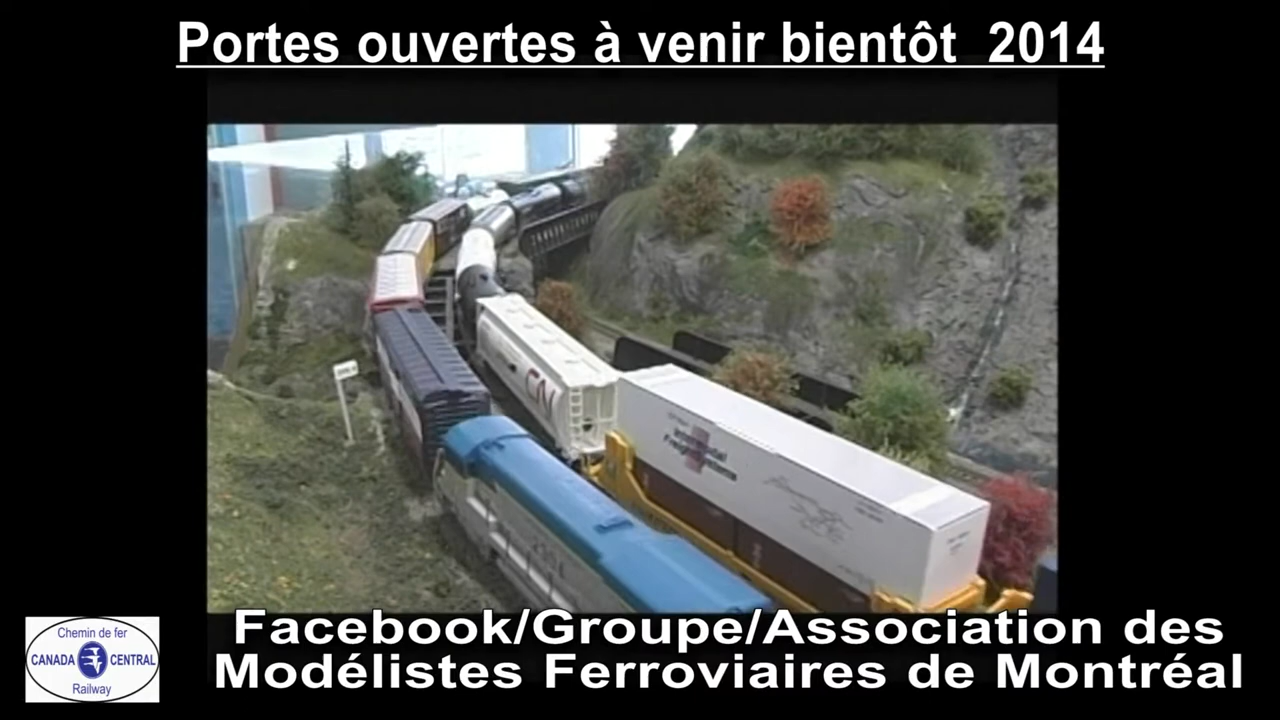 Portes ouvertes à venir bientôt 2014
CN
Facebook/Groupe/Association des
Modélistes Ferroviaires de Montréal
Chemin de fer
CANADA CENTRAL
Railway